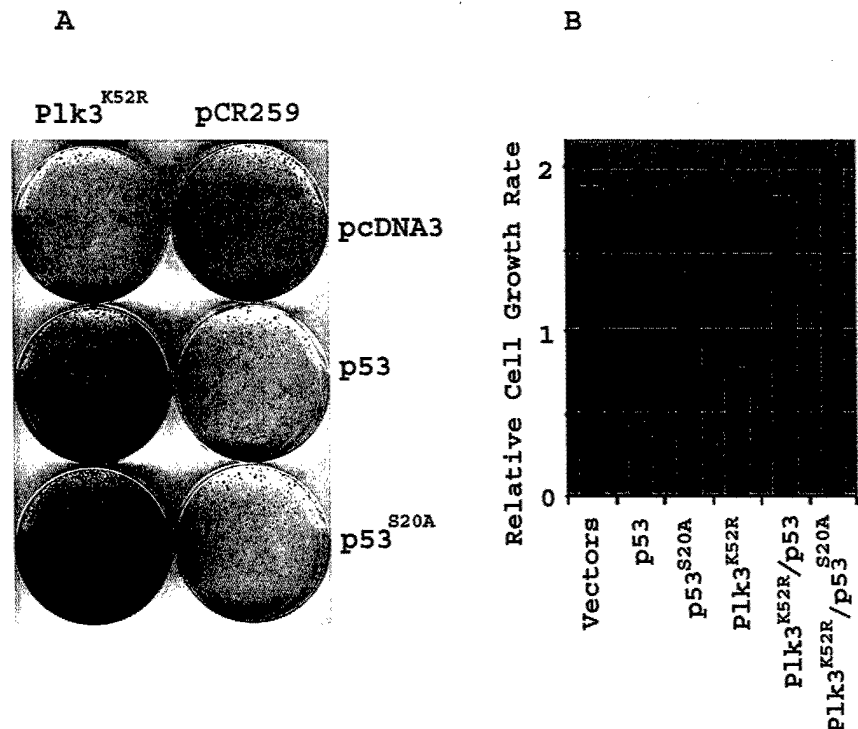 A
B
Plk3K52R
pCR259
pcDNA3
p53
p53S20A
Relative Cell Growth Rate
2
1
0
Vectors
p53
p53S20A
Plk3K52R
Plk3K52R/p53
Plk3K52R/p53S20A